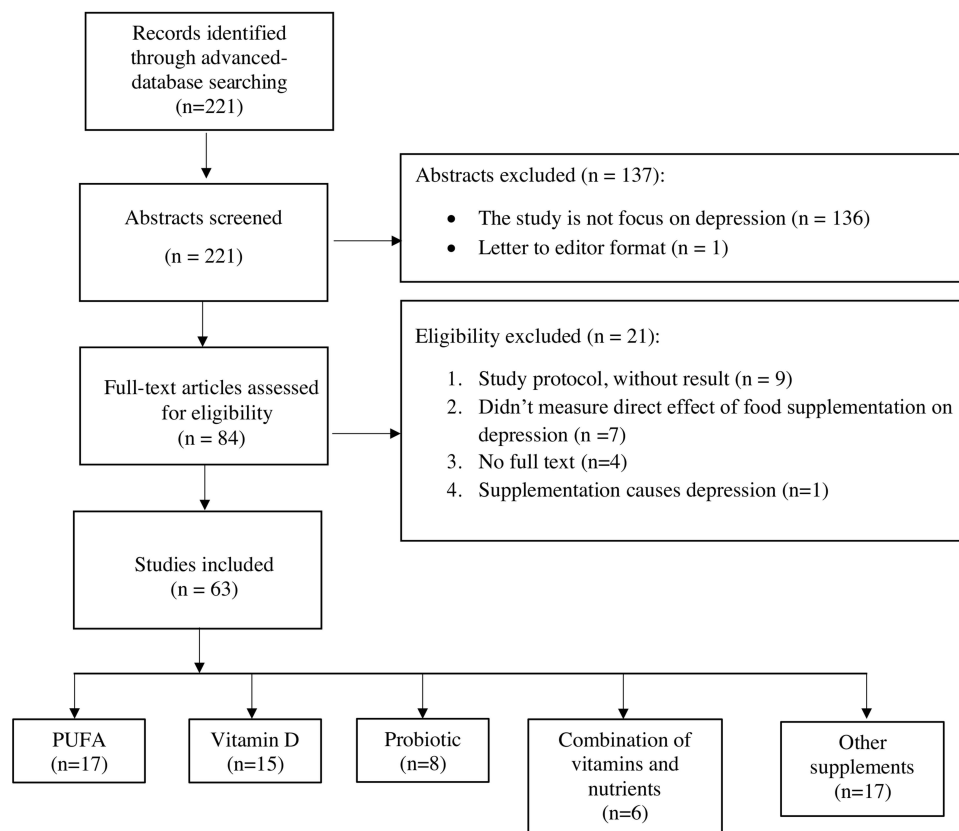 Records identified
through advanced-
database searching
(n=221)
Abstracts screened
(n = 221)
Abstracts excluded (n = 137):
• The study is not focus on depression (n = 136)
• Letter to editor format (n = 1)
Full-text articles assessed
for eligibility
(n = 84)
Eligibility excluded (n = 21):
1. Study protocol, without result (n = 9)
2. Didn’t measure direct effect of food supplementation on
depression (n =7)
3. No full text (n=4)
4. Supplementation causes depression (n=1)
Studies included
(n = 63)
PUFA
(n=17)
Vitamin D
(n=15)
Probiotic
(n=8)
Combination of
vitamins and
nutrients
(n=6)
Other
supplements
(n=17)